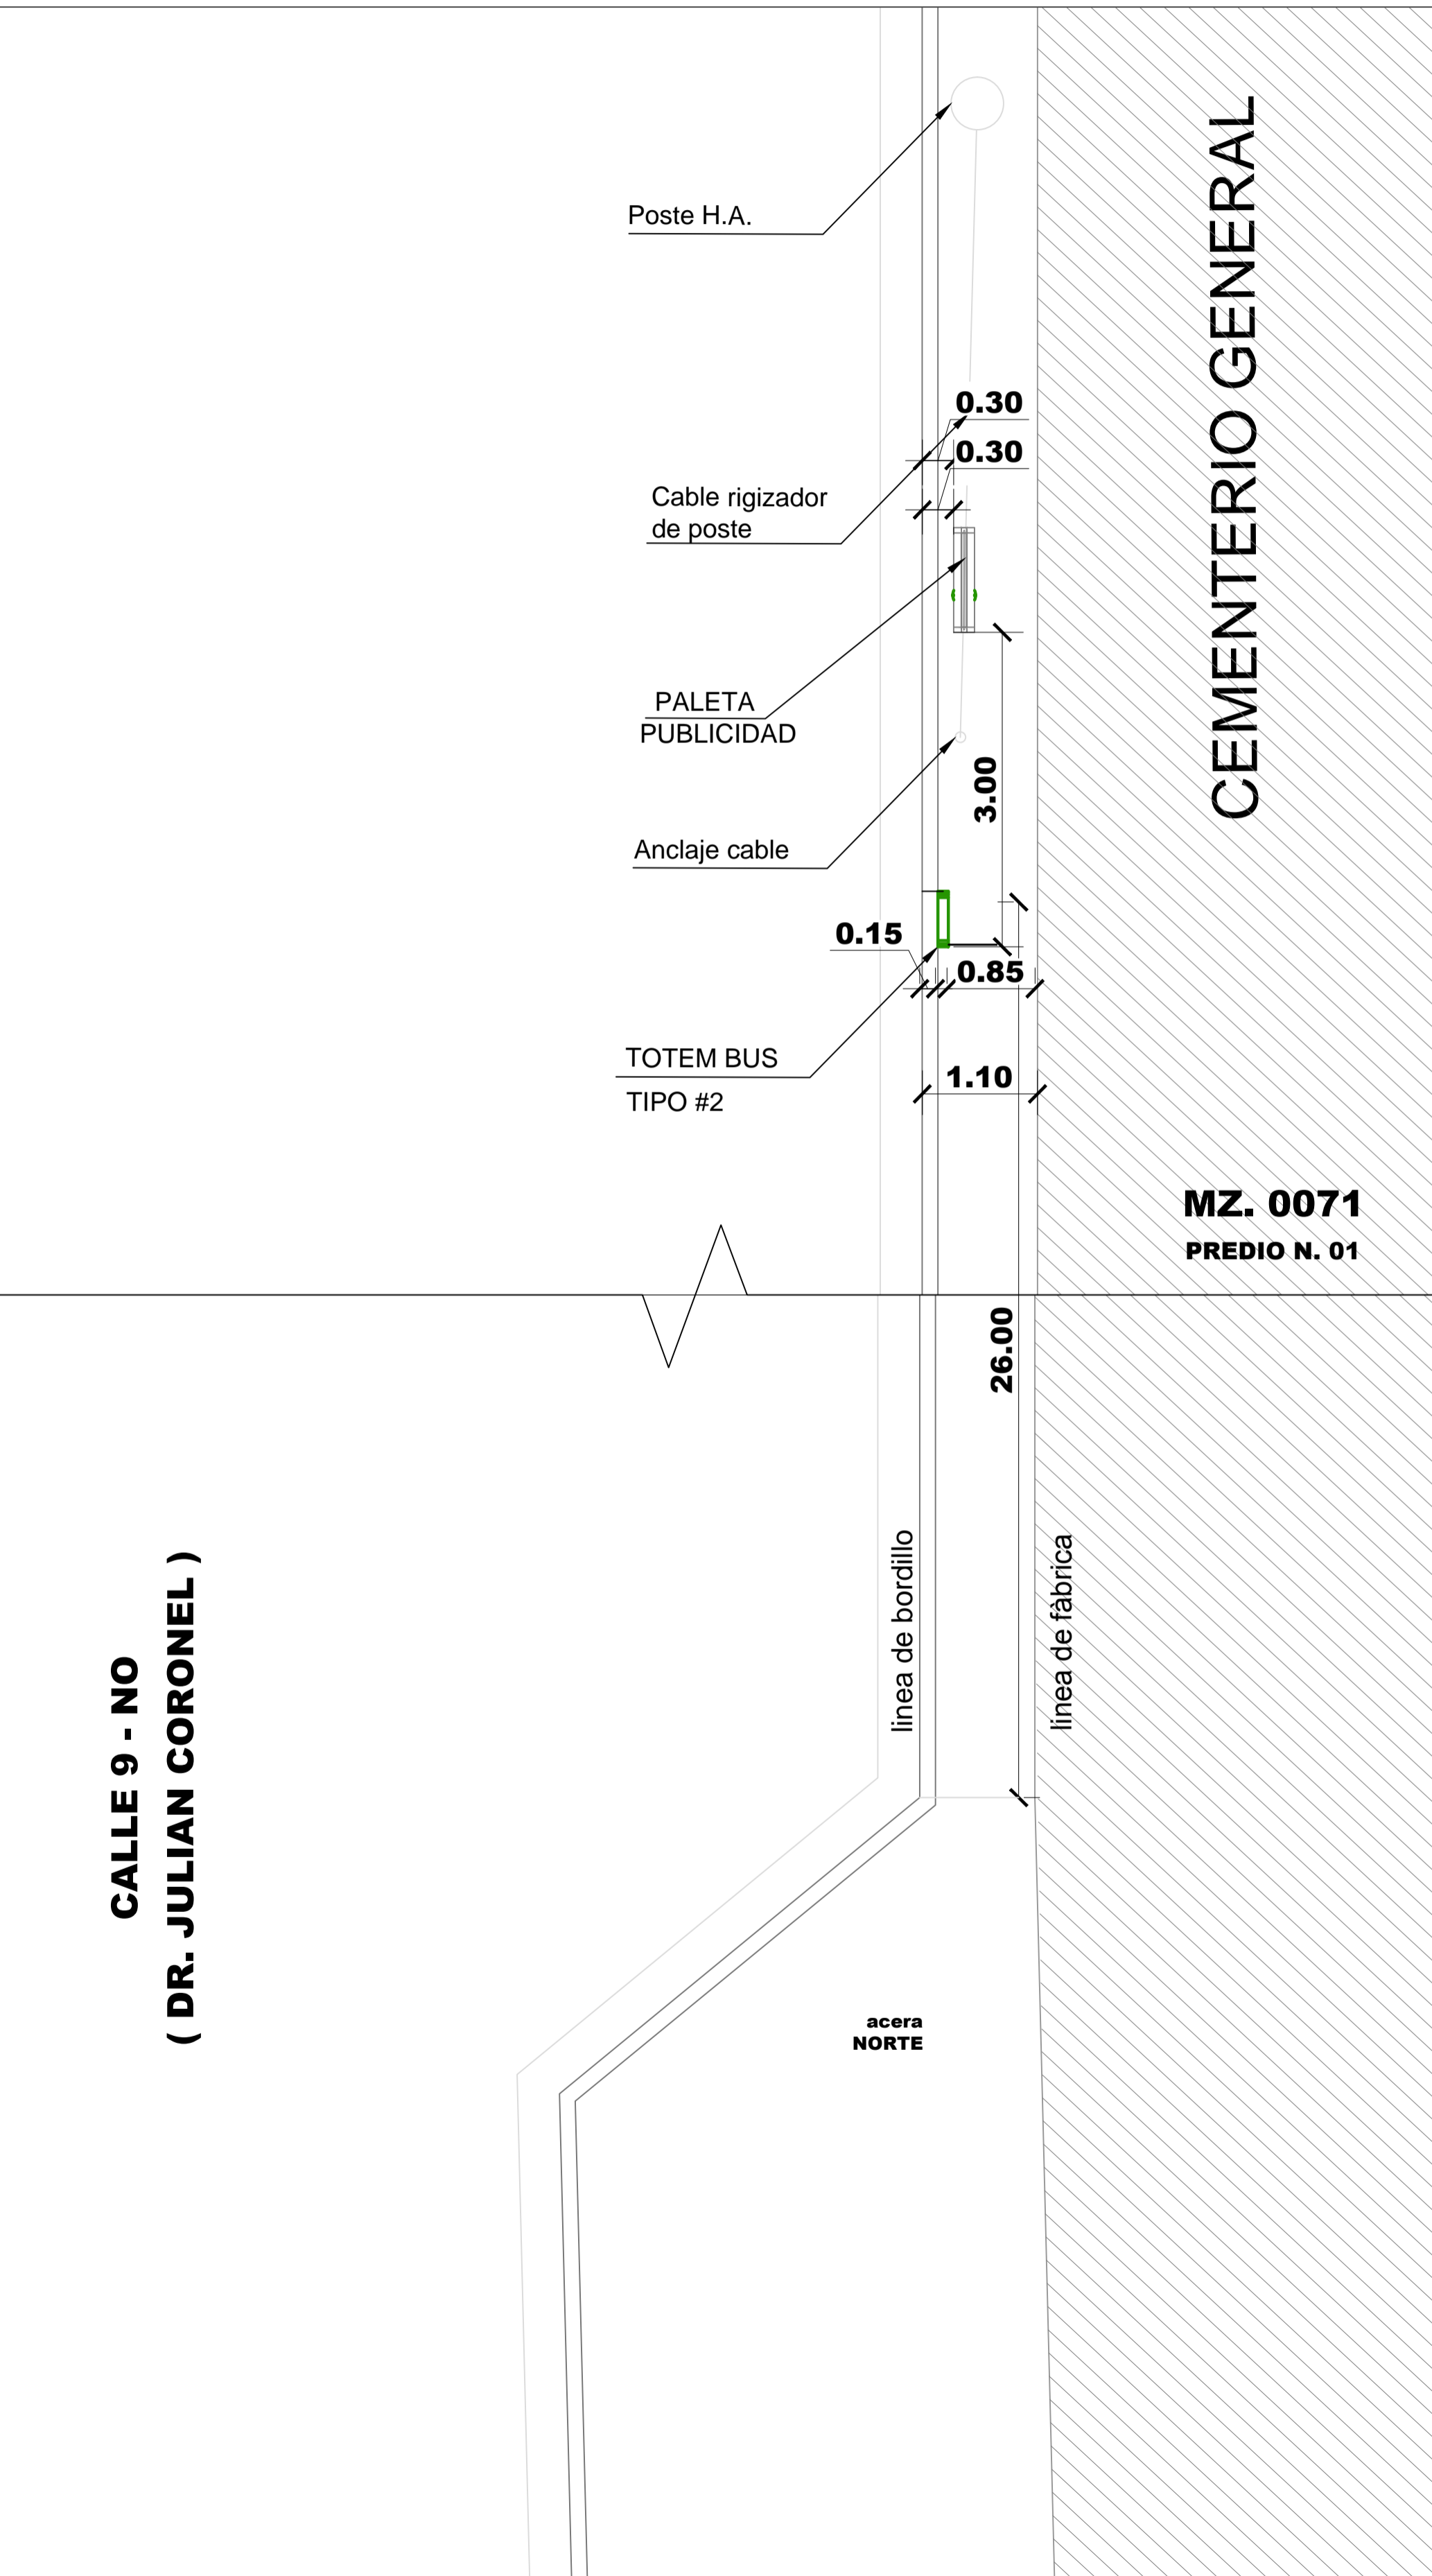 Poste H.A.
0.30
0.30
Cable rigizador
de poste
PALETA
PUBLICIDAD
3.00
Anclaje cable
0.15
0.85
TOTEM BUS
TIPO #2
1.10
CEMENTERIO GENERAL
MZ. 0071
PREDIO N. 01
26.00
linea de bordillo
linea de fàbrica
CALLE 9 - NO
( DR. JULIAN CORONEL )
acera
NORTE